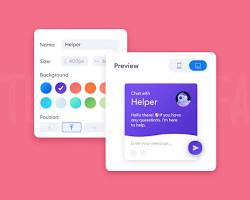 Name:
Helper
Size:
400px
Background
Position:
Preview
Chat with
Helper
Hello there! 👋 If you have
any questions, I'm here
to help.
Enter your message...